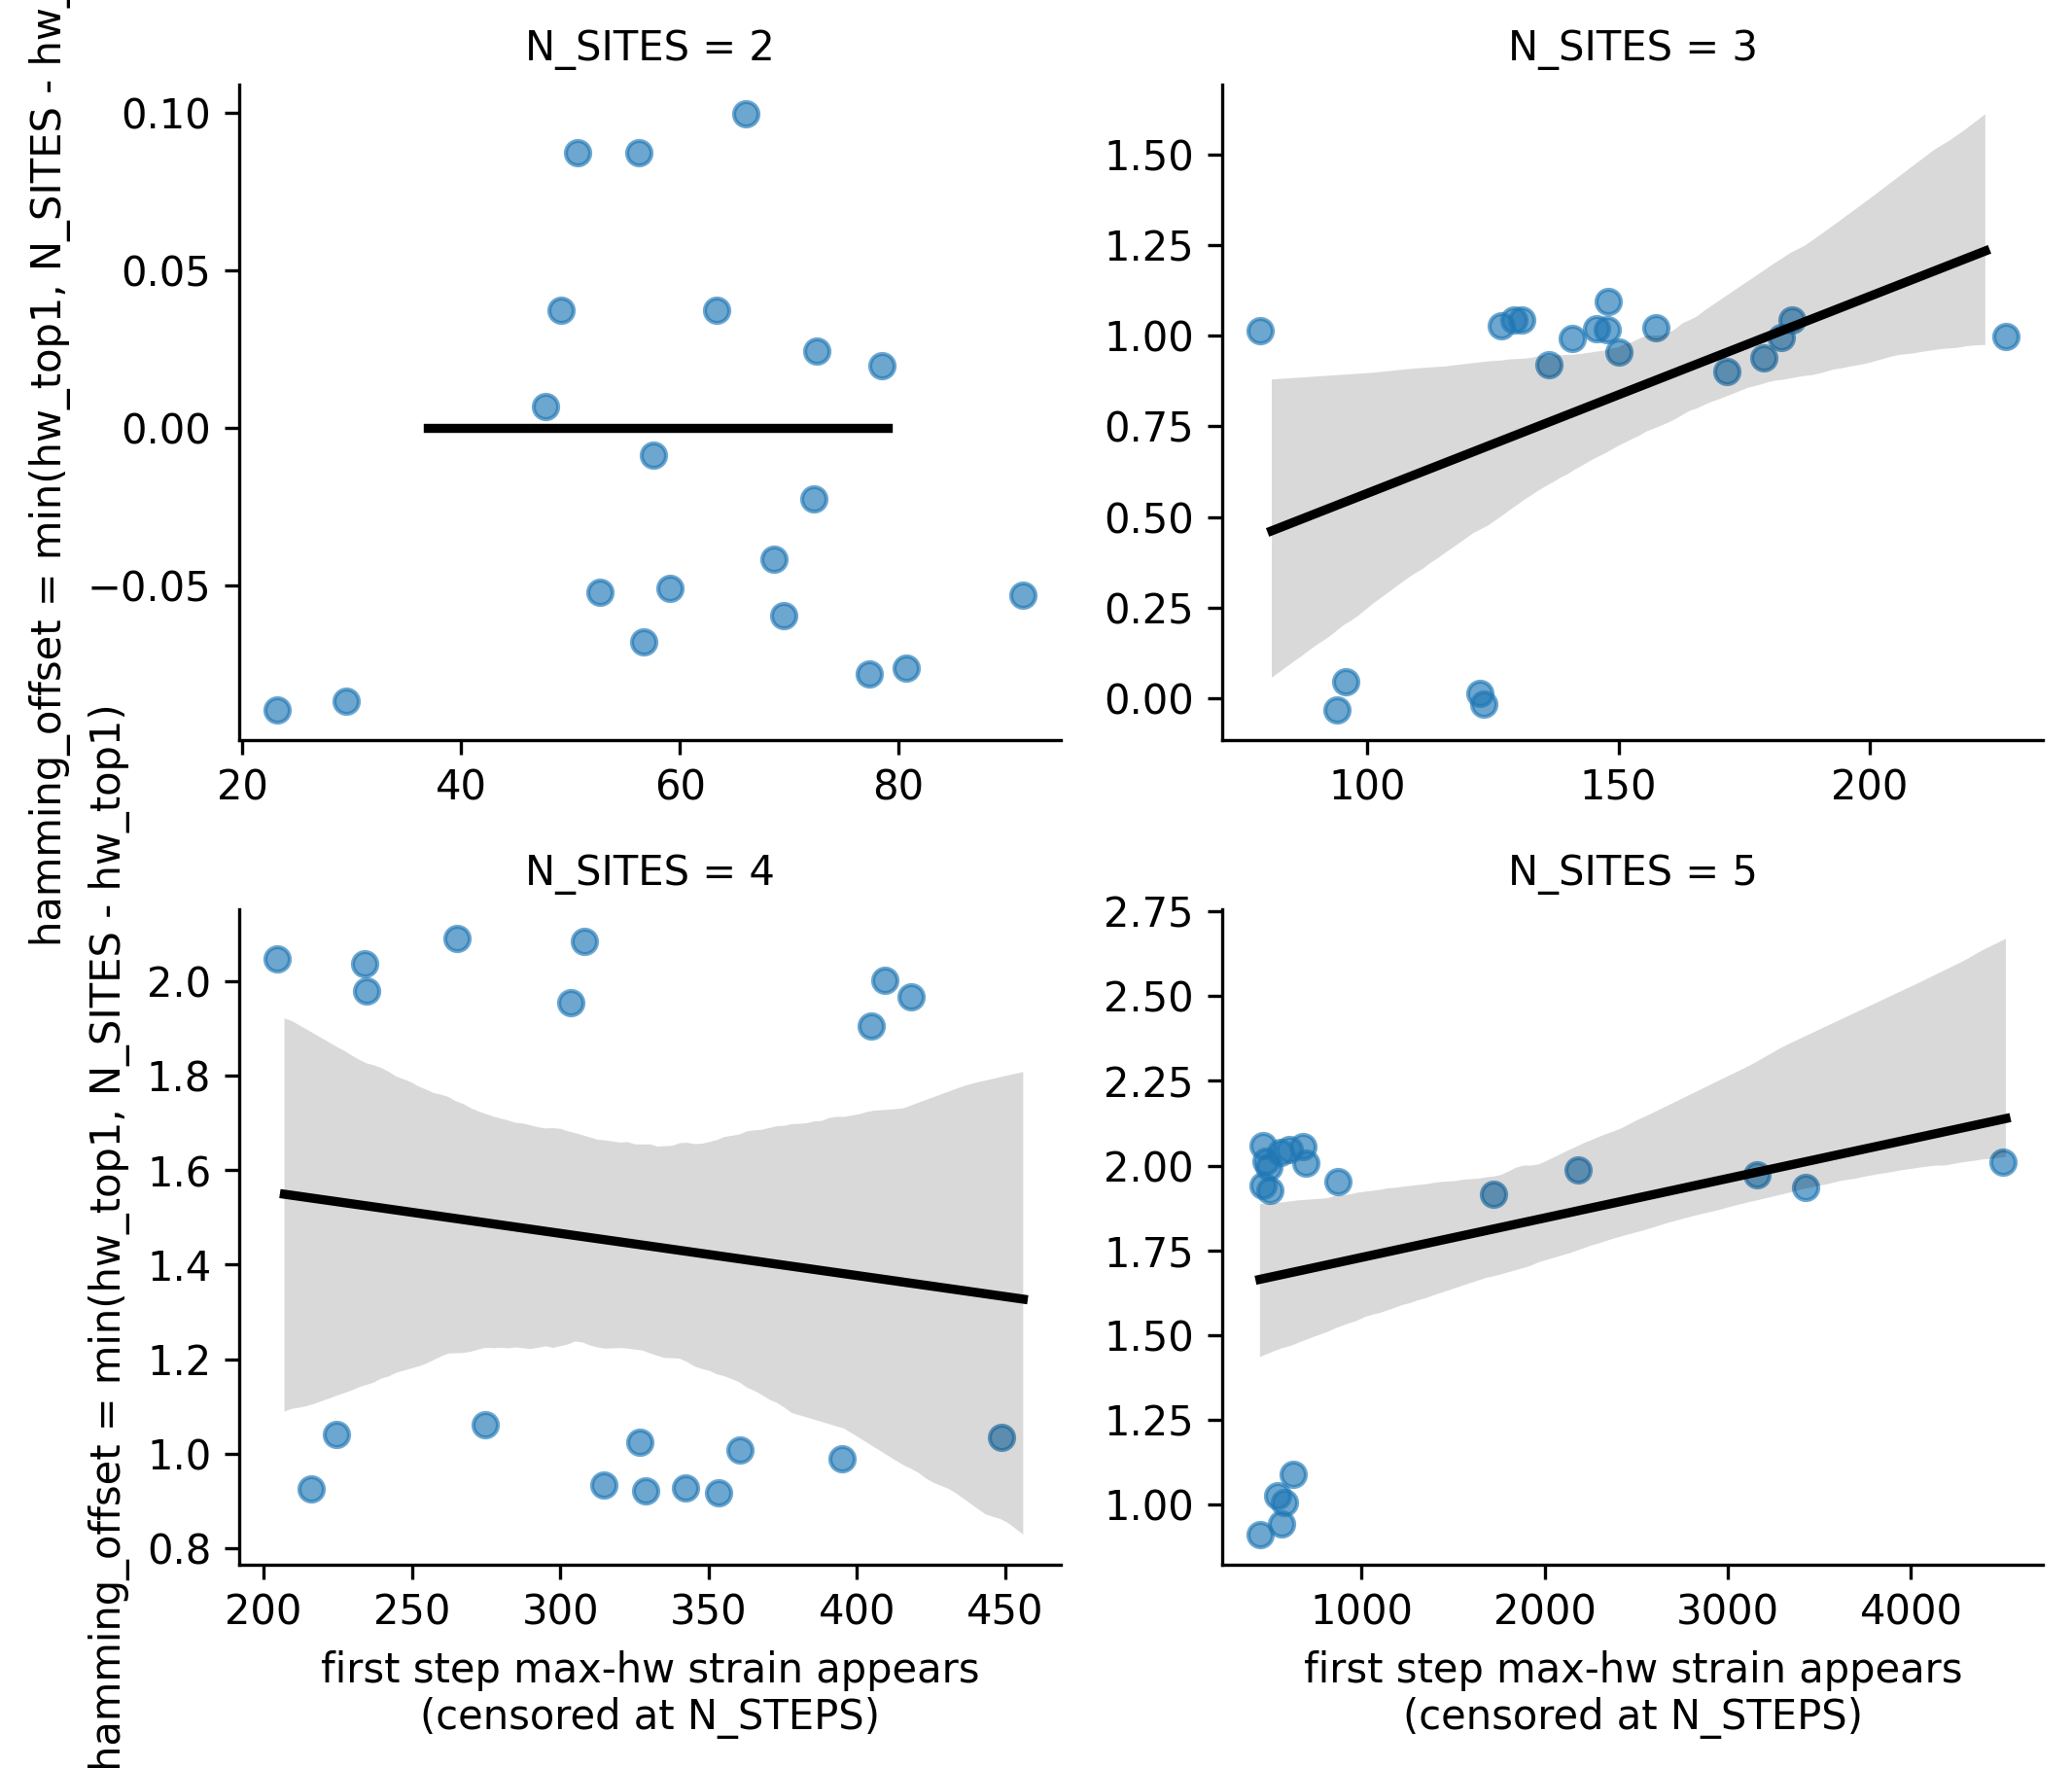 N_SITES = 2
hamming_offset = min(hw_top1, N_SITES - hw_
0.10
0.05
0.00
−0.05
20 40 60 80
N_SITES = 3
1.50
1.25
1.00
0.75
0.50
0.25
0.00
100 150 200
N_SITES = 4
hamming_offset = min(hw_top1, N_SITES - hw_top1)
2.0
1.8
1.6
1.4
1.2
1.0
0.8
200 250 300 350 400 450
first step max-hw strain appears
(censored at N_STEPS)
N_SITES = 5
2.75
2.50
2.25
2.00
1.75
1.50
1.25
1.00
1000 2000 3000 4000
first step max-hw strain appears
(censored at N_STEPS)